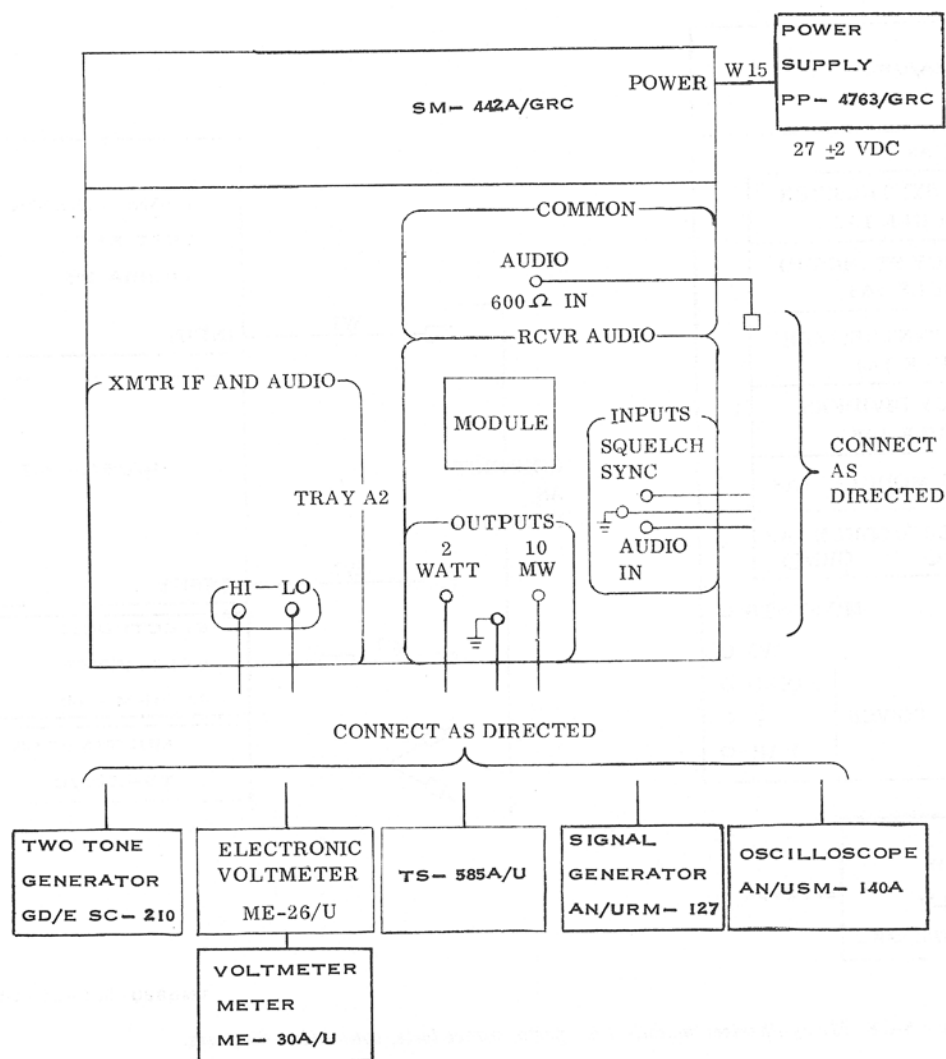 POWER
SUPPLY
PP- 4763/GRC
27 ±2 VDC
W 15
POWER
SM- 442A/GRC
COMMON
AUDIO
600 Ω IN
RCVR AUDIO
XMTR IF AND AUDIO
MODULE
INPUTS
SQUELCH
SYNC
AUDIO
IN
TRAY A2
OUTPUTS
2
WATT
10
MW
HI
LO
CONNECT
AS
DIRECTED
CONNECT AS DIRECTED
TWO TONE
GENERATOR
GD/E SC- 210
ELECTRONIC
VOLTMETER
ME-26/U
VOLTMETER
METER
ME- 30A/U
TS- 585A/U
SIGNAL
GENERATOR
AN/URM- 127
OSCILLOSCOPE
AN/USM- 140A